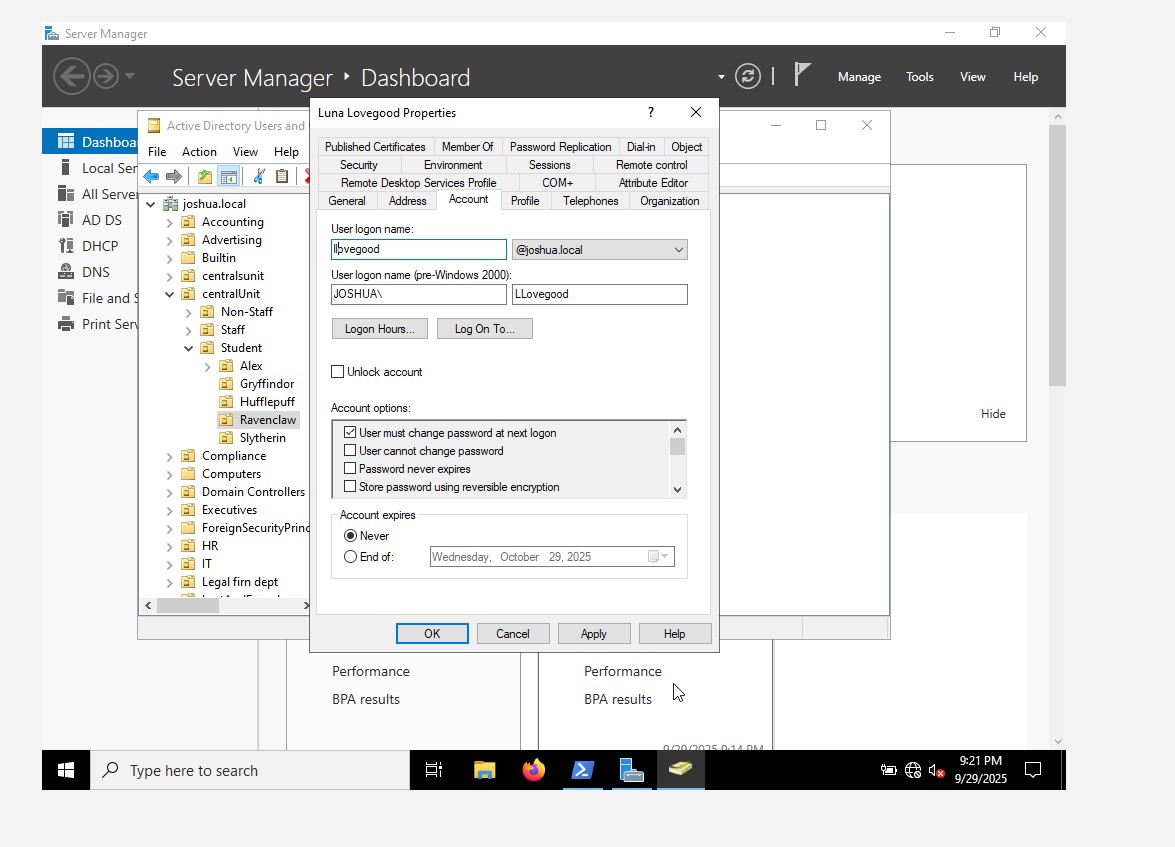 Server Manager
Server Manager Dashboard
Manage Tools View Help
Dashboa
Local Ser
All Server
AD DS
DHCP
DNS
File and S
Print Serv
Active Directory Users and
File Action View Help
joshua.local
Accounting
Advertising
Builtin
centralsunit
centralUnit
Non-Staff
Staff
Student
Alex
Gryffindor
Hufflepuff
Ravenclaw
Slytherin
Compliance
Computers
Domain Controllers
Executives
ForeignSecurityPrinc
HR
IT
Legal firn dept
Luna Lovegood Properties
?
Published Certificates Member Of Password Replication Dial-in Object
Security Environment Sessions Remote control
Remote Desktop Services Profile COM+ Attribute Editor
General Address Account Profile Telephones Organization
User logon name:
llovegood @joshua.local
User logon name (pre-Windows 2000):
JOSHUA\ LLovegood
Logon Hours... Log On To...
Unlock account
Account options:
User must change password at next logon
User cannot change password
Password never expires
Store password using reversible encryption
Account expires
Never
End of: Wednesday, October 29, 2025
OK Cancel Apply Help
Hide
Performance
BPA results
Performance
BPA results
9/29/2025 9:14 PM
Type here to search
9:21 PM
9/29/2025